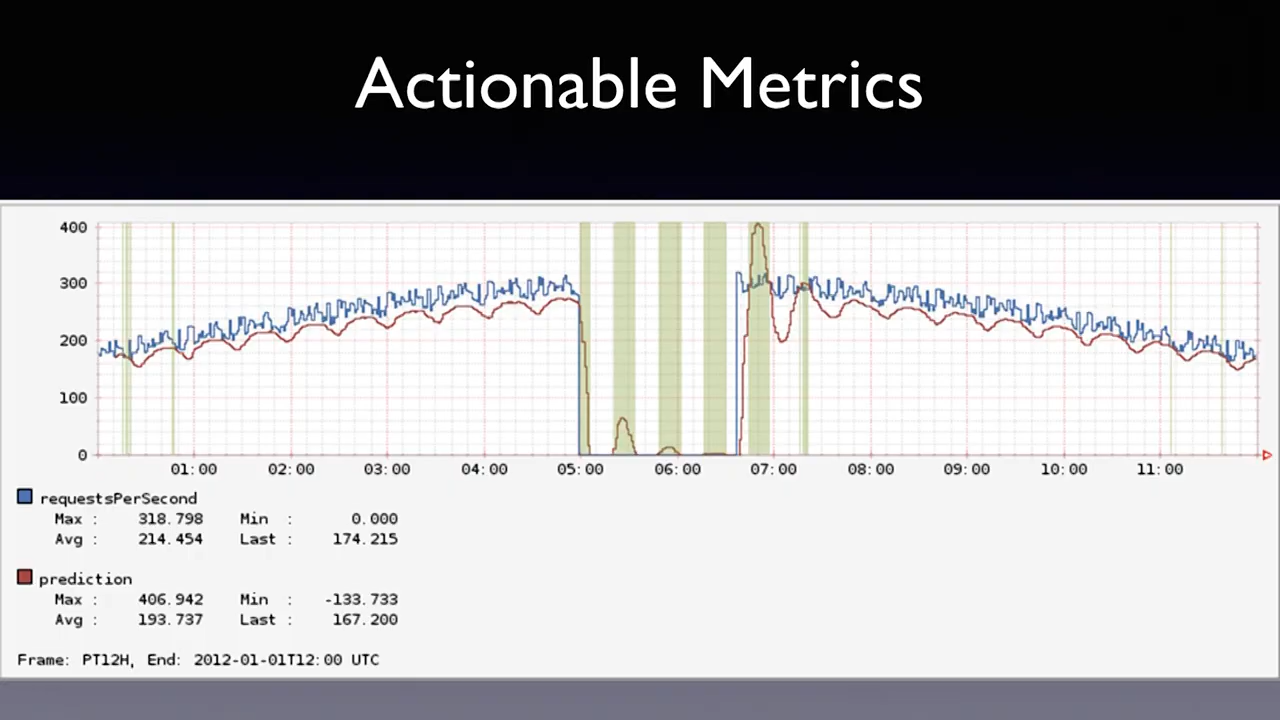 Actionable Metrics
400
300
200
100
0
01:00 02:00 03:00 04:00 05:00 06:00 07:00 08:00 09:00 10:00 11:00
requestsPerSecond
Max : 318.798 Min : 0.000
Avg : 214.454 Last : 174.215
prediction
Max : 406.942 Min : -133.733
Avg : 193.737 Last : 167.200
Frame: PT12H, End: 2012-01-01T12:00 UTC